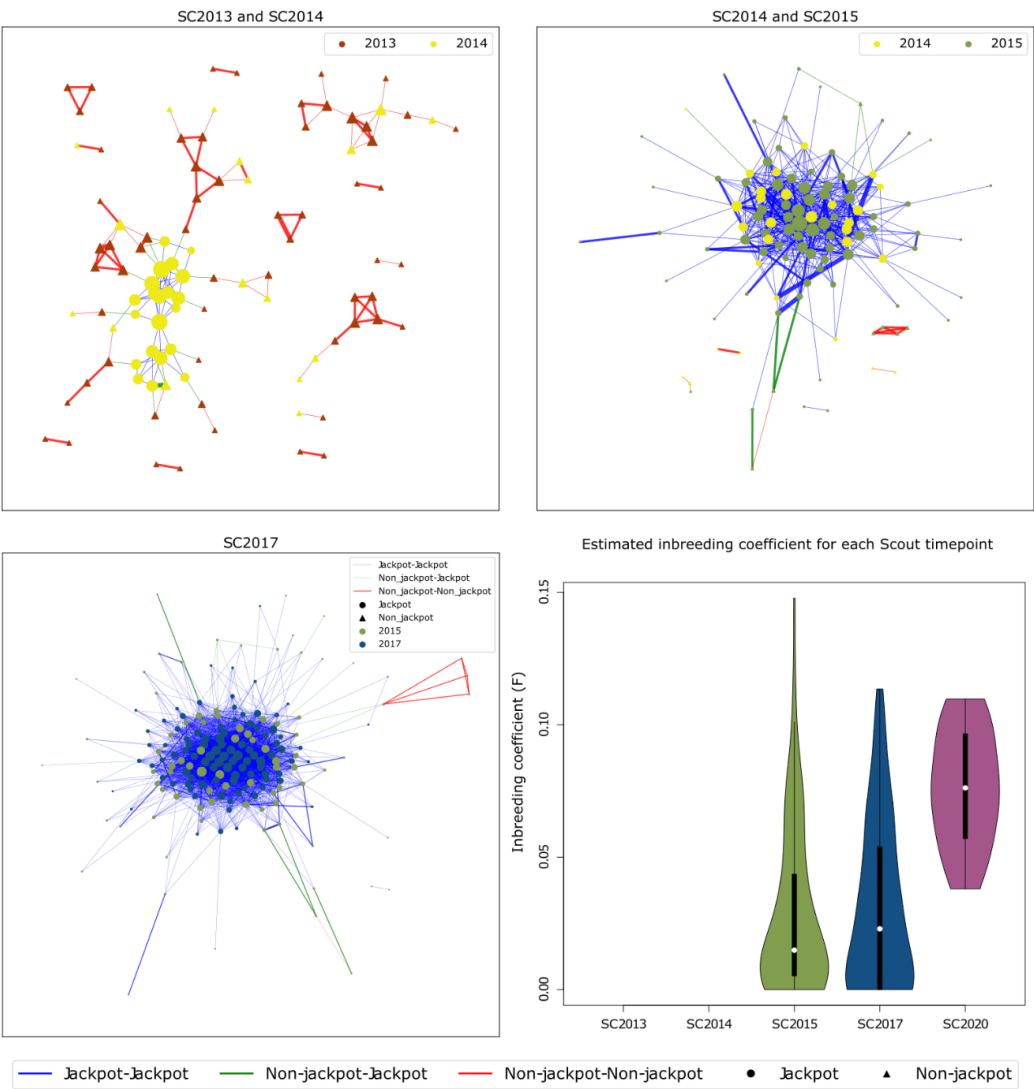 SC2013 and SC2014
2013 2014
SC2014 and SC2015
2014 2015
SC2017
Jackpot-Jackpot
Non_jackpot-Jackpot
Non_jackpot-Non_jackpot
Jackpot
Non_jackpot
2015
2017
Estimated inbreeding coefficient for each Scout timepoint
Inbreeding coefficient (F)
0.15
0.10
0.05
0.00
SC2013 SC2014 SC2015 SC2017 SC2020
Jackpot-Jackpot Non-jackpot-Jackpot Non-jackpot-Non-jackpot Jackpot Non-jackpot